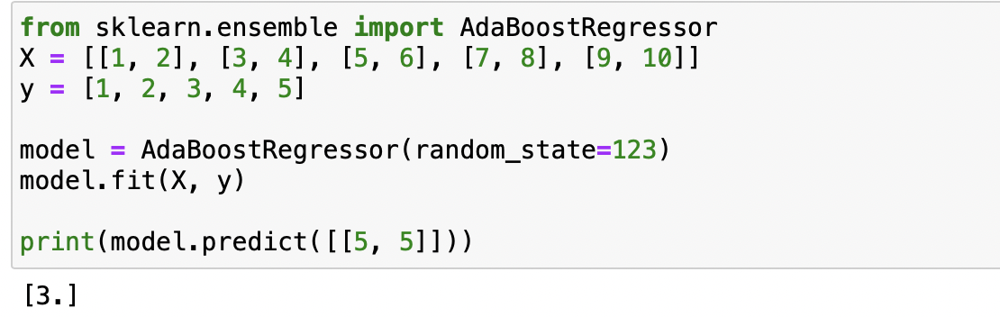 from sklearn.ensemble import AdaBoostRegressor
X = [[1, 2], [3, 4], [5, 6], [7, 8], [9, 10]]
y = [1, 2, 3, 4, 5]
model = AdaBoostRegressor(random_state=123)
model.fit(X, y)
print(model.predict([[5, 5]]))
[3.]